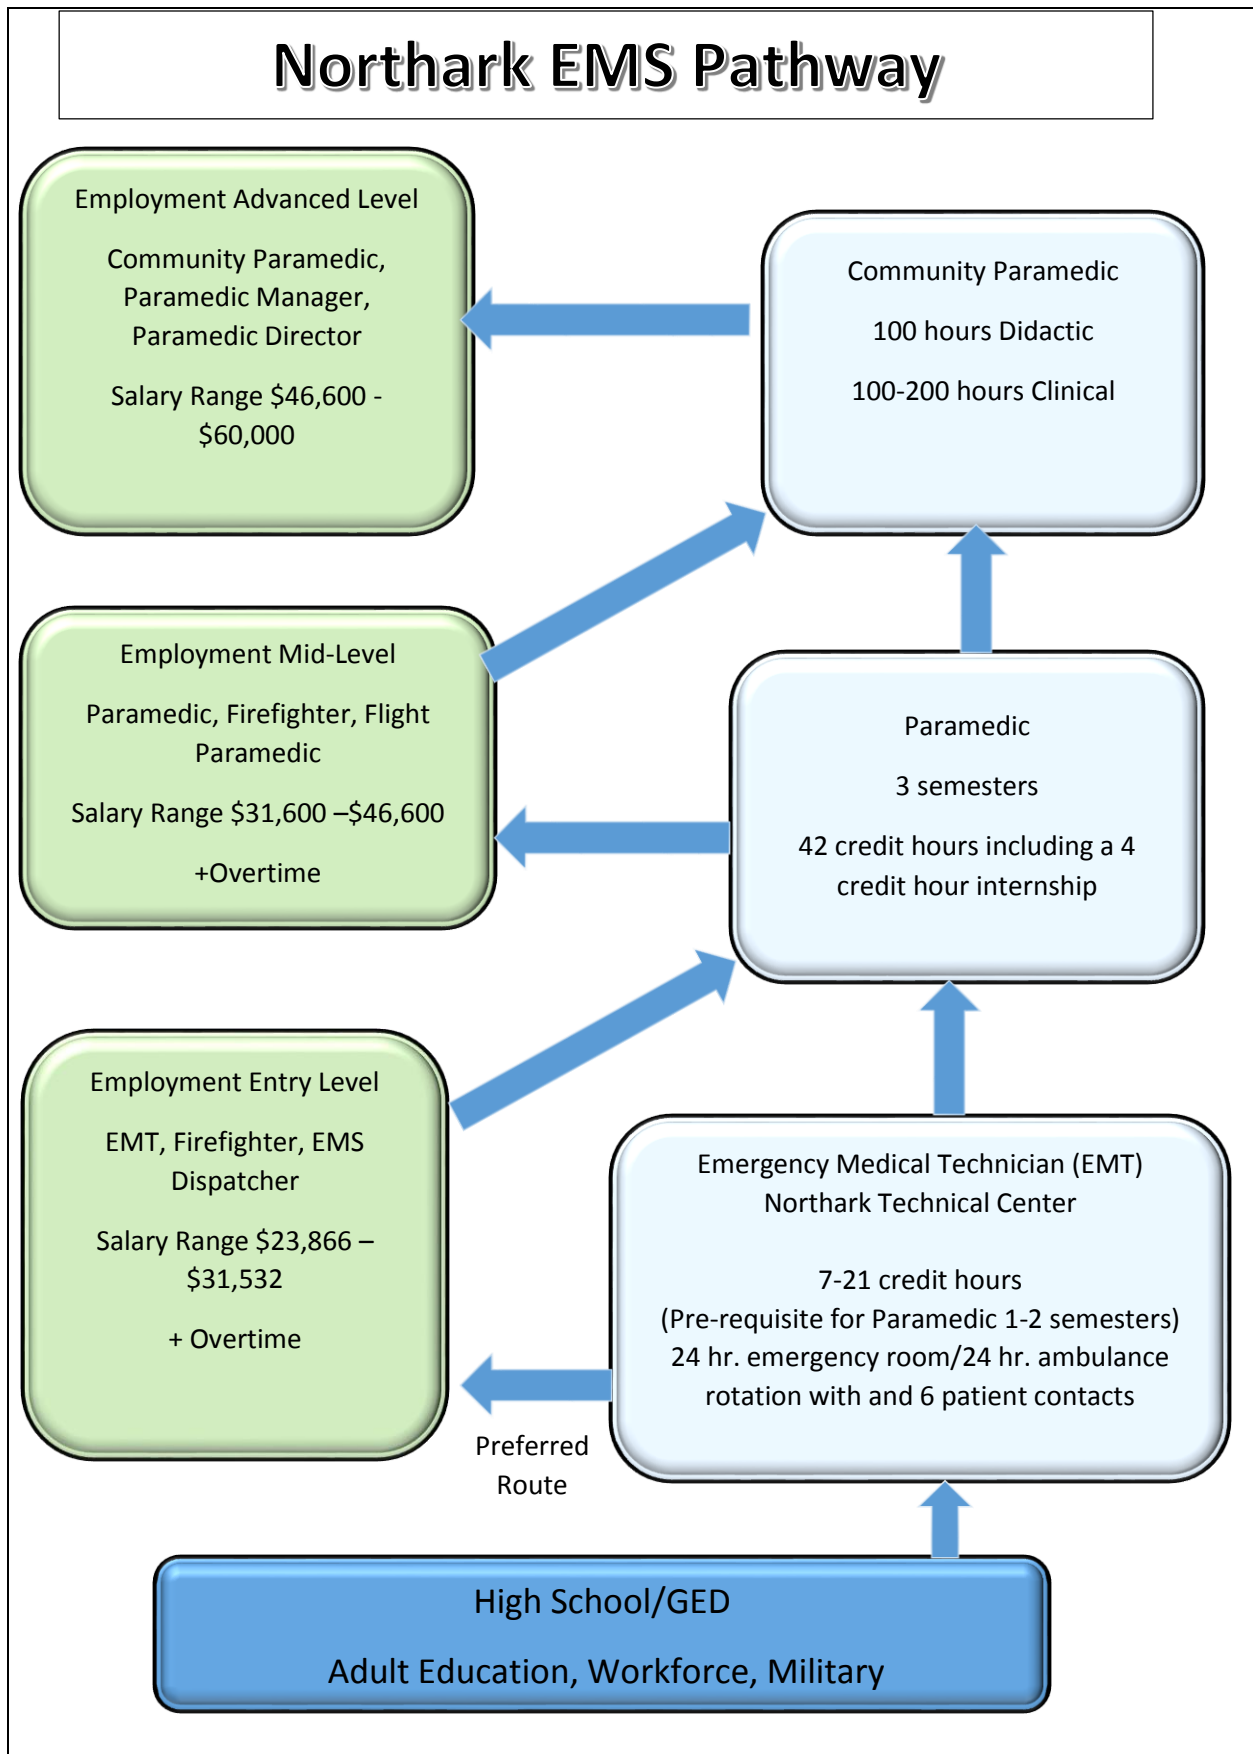 Northark EMS Pathway
Employment Advanced Level
Community Paramedic,
Paramedic Manager,
Paramedic Director
Salary Range $46,600 -
$60,000
Community Paramedic
100 hours Didactic
100-200 hours Clinical
Employment Mid-Level
Paramedic, Firefighter, Flight
Paramedic
Salary Range $31,600 –$46,600
+Overtime
Paramedic
3 semesters
42 credit hours including a 4
credit hour internship
Employment Entry Level
EMT, Firefighter, EMS
Dispatcher
Salary Range $23,866 –
$31,532
+ Overtime
Emergency Medical Technician (EMT)
Northark Technical Center
7-21 credit hours
(Pre-requisite for Paramedic 1-2 semesters)
24 hr. emergency room/24 hr. ambulance
rotation with and 6 patient contacts
Preferred
Route
High School/GED
Adult Education, Workforce, Military